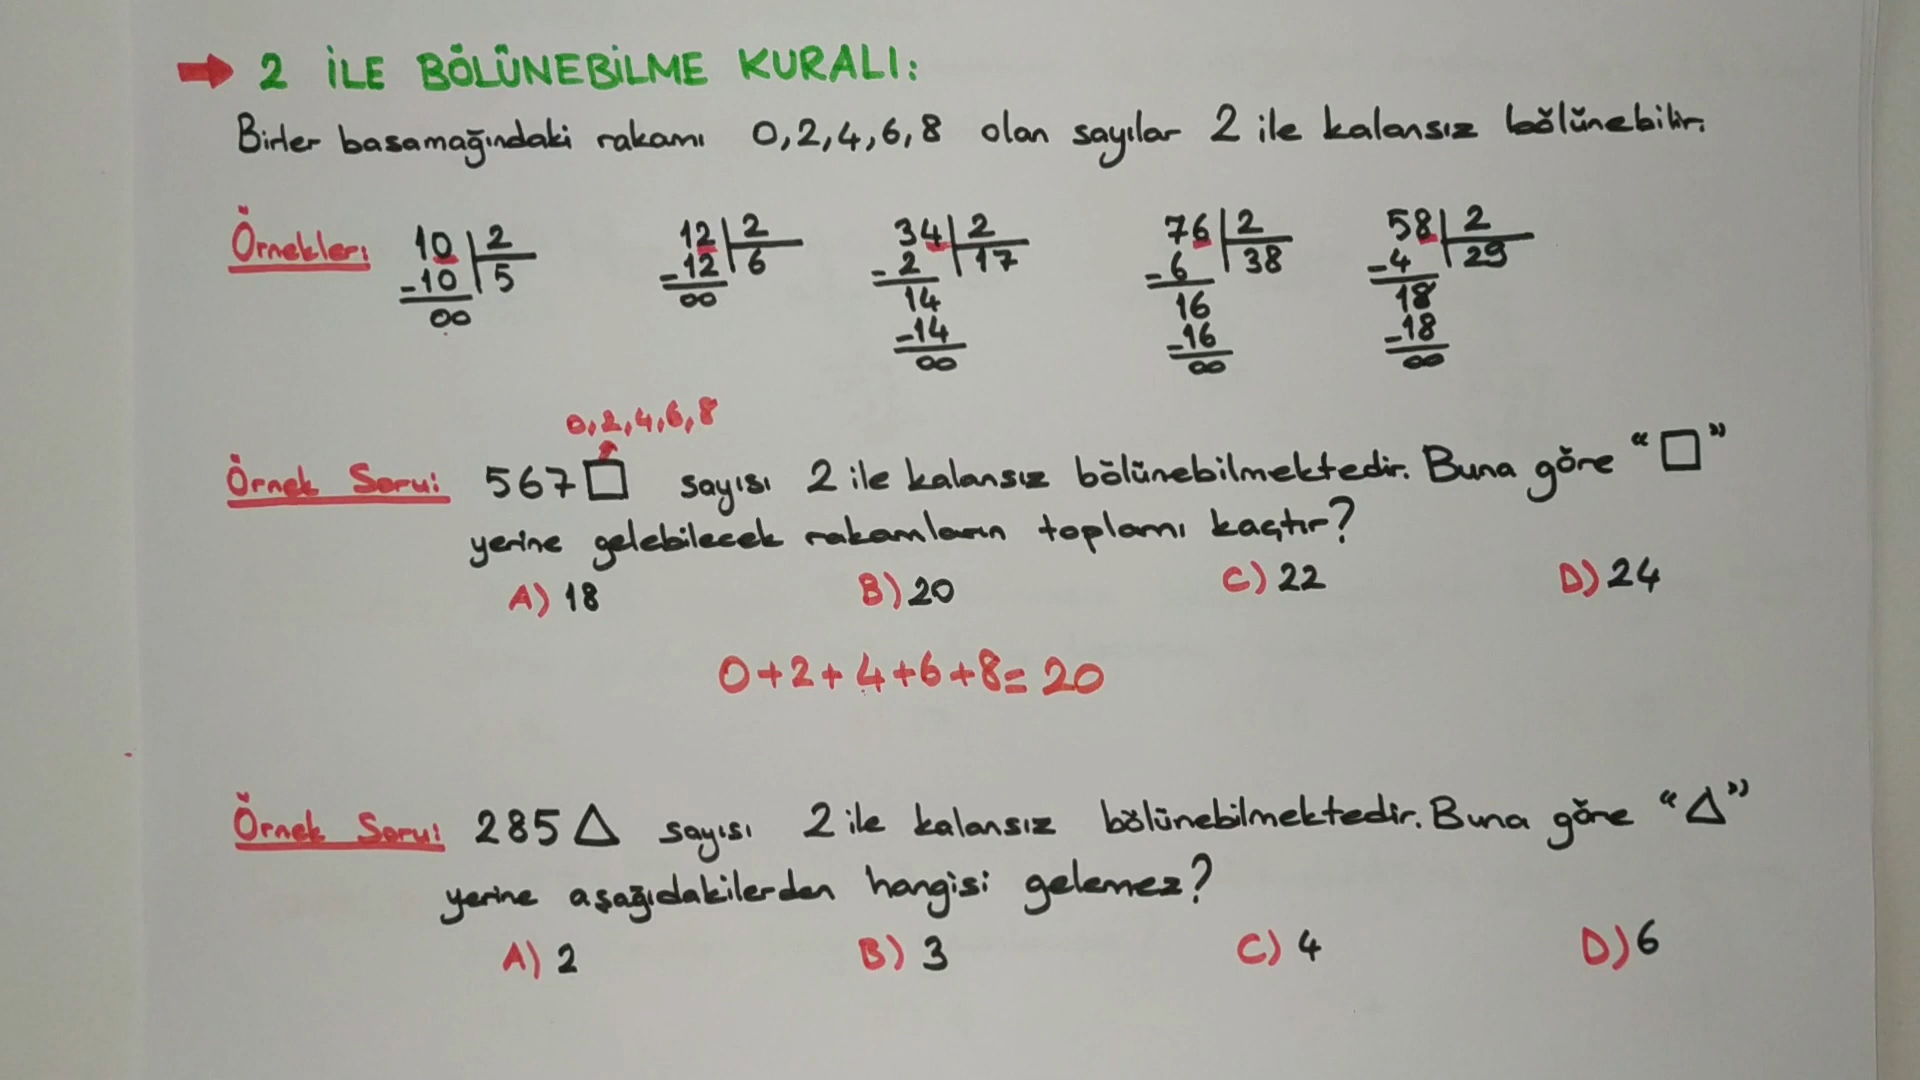 2 İLE BÖLÜNEBİLME KURALI:
Birler basamağındaki rakamı 0,2,4,6,8 olan sayılar 2 ile kalansız bölünebilir.
Örnekler:
10 2
-10 5
00
12 2
-12 6
00
34 2
-2 17
14
-14
00
76 2
-6 38
16
-16
00
58 2
-4 29
18
-18
00
0,2,4,6,8
Örnek Soru: 567□ sayısı 2 ile kalansız bölünebilmektedir. Buna göre "□"
yerine gelebilecek rakamların toplamı kaçtır?
A) 18 B) 20 C) 22 D) 24
0+2+4+6+8=20
Örnek Soru: 285△ sayısı 2 ile kalansız bölünebilmektedir. Buna göre "△"
yerine aşağıdakilerden hangisi gelemez?
A) 2 B) 3 C) 4 D) 6